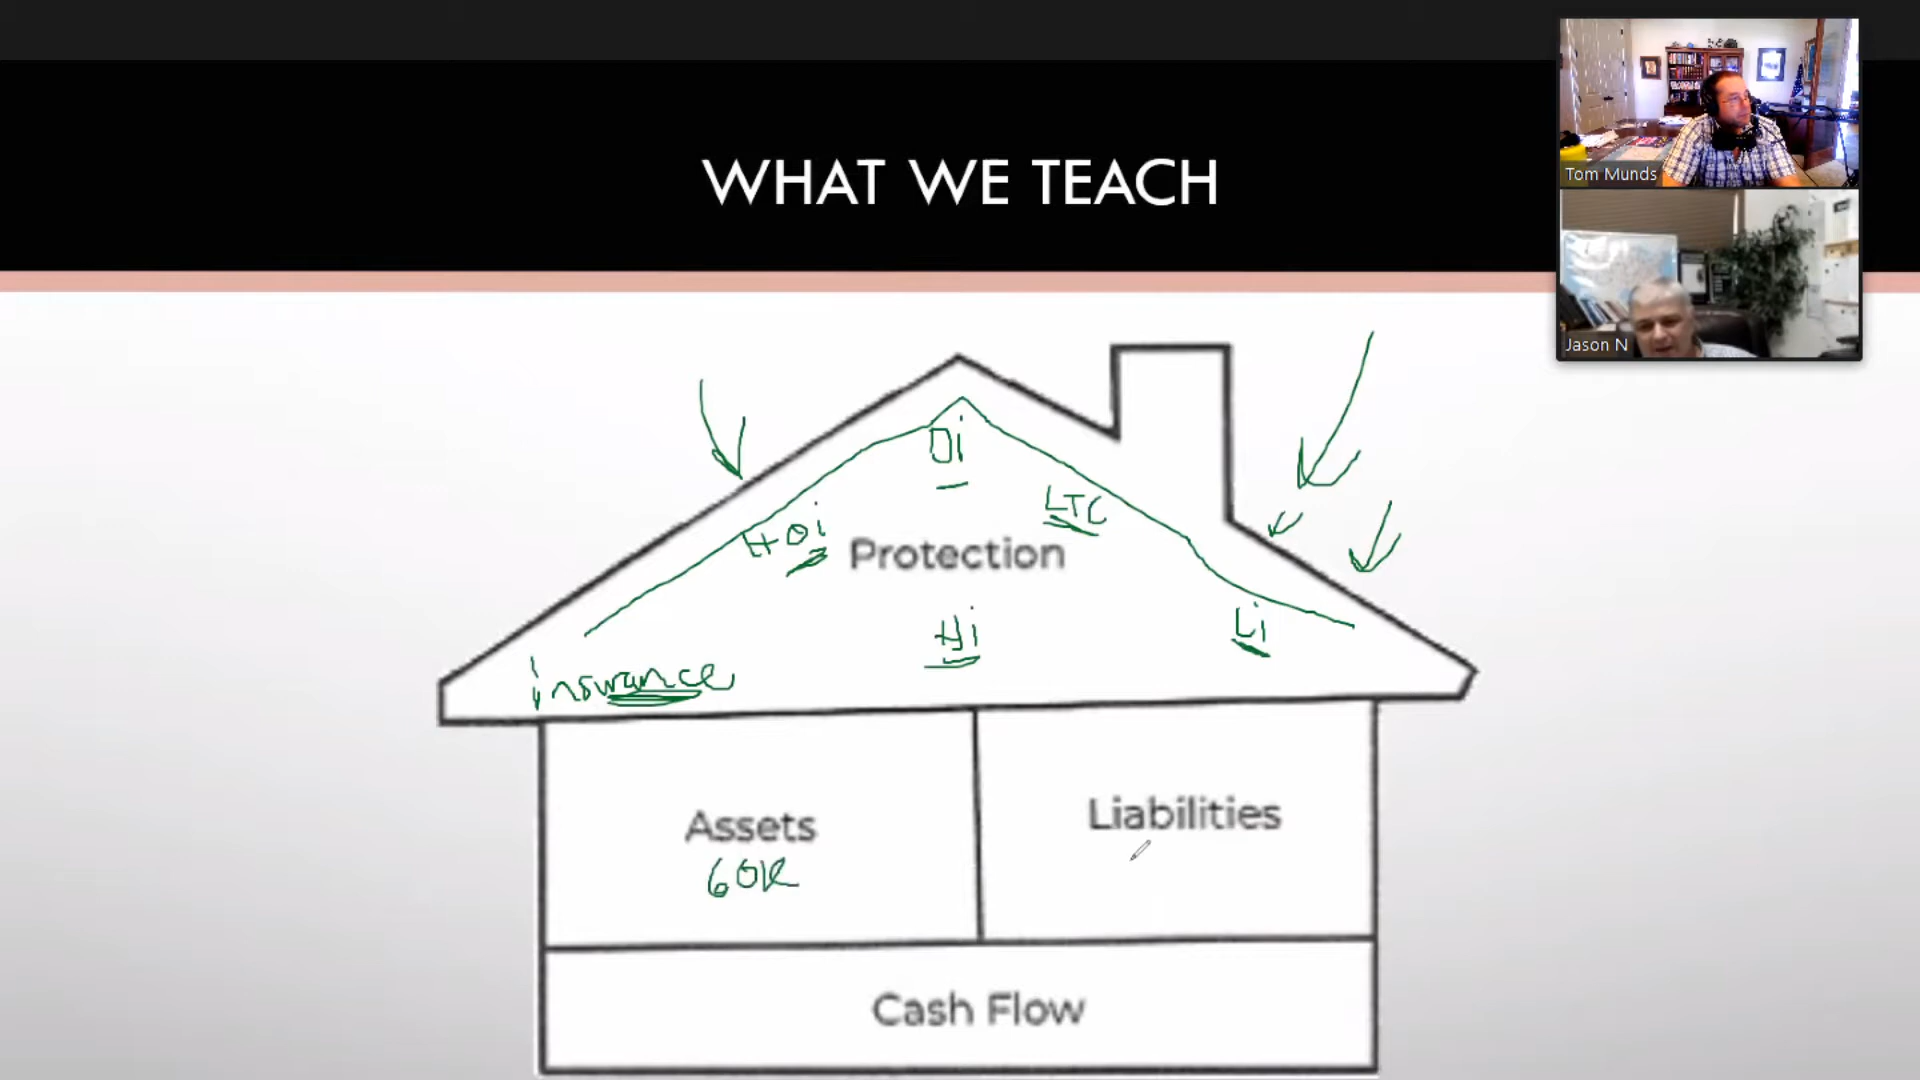 WHAT WE TEACH
Tom Munds
Jason N
Di
LTC
HOi
Protection
Hi
Li
insurance
Assets
60K
Liabilities
Cash Flow